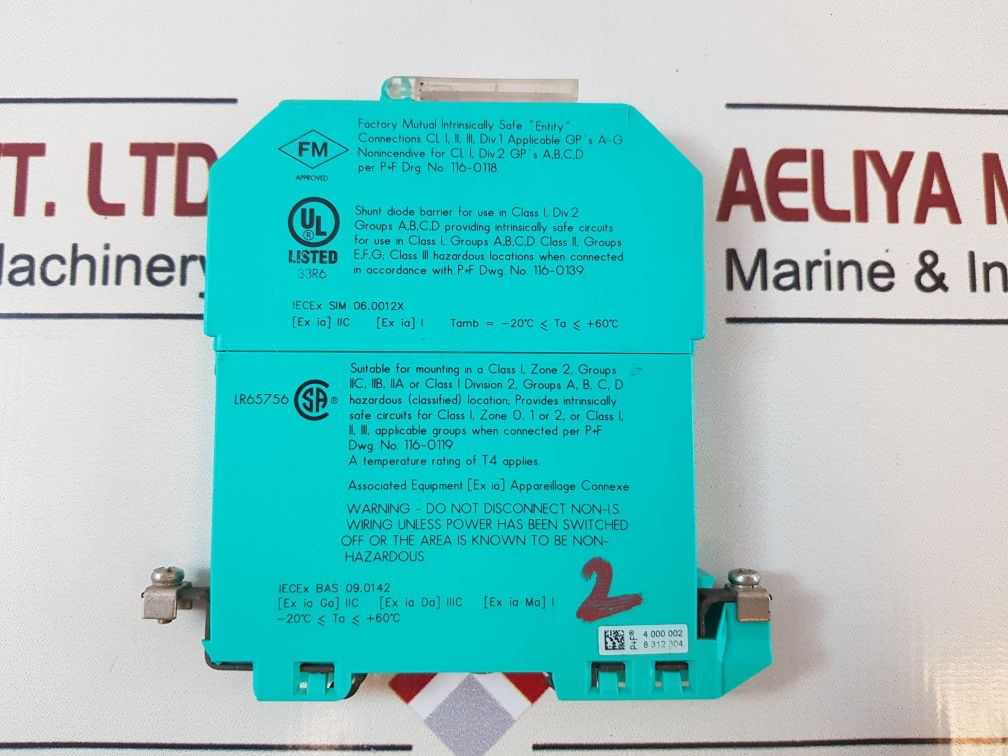 Factory Mutual Intrinsically Safe "Entity"
Connections Cl. I, II, III, Div.1 Applicable GP's A-G
Nonincendive for CL I, Div.2 GP's A,B,C,D
per P+F Drg. No. 116-0118.
FM
APPROVED
Shunt diode barrier for use in Class I, Div.2
Groups A,B,C,D providing intrinsically safe circuits
for use in Class I, Groups A,B,C,D Class II, Groups
E,F,G; Class III hazardous locations when connected
in accordance with P+F Dwg. No. 116-0139.
UL
®
LISTED
33R6
IECEx SIM 06.0012X
[Ex ia] IIC [Ex ia] I Tamb = -20°C ≤ Ta ≤ +60°C
Suitable for mounting in a Class I, Zone 2, Groups
IIC, IIB, IIA or Class I Division 2, Groups A, B, C, D
hazardous (classified) location, Provides intrinsically
safe circuits for Class I, Zone 0, 1 or 2, or Class I,
II, III, applicable groups when connected per P+F
Dwg. No. 116-0119.
A temperature rating of T4 applies.
LR65756 SA ®
Associated Equipment [Ex ia] Appareillage Connexe
WARNING - DO NOT DISCONNECT NON-I.S.
WIRING UNLESS POWER HAS BEEN SWITCHED
OFF OR THE AREA IS KNOWN TO BE NON-
HAZARDOUS.
IECEx BAS 09.0142
[Ex ia Ga] IIC [Ex ia Da] IIIC [Ex ia Ma] I
-20°C ≤ Ta ≤ +60°C
2
P+F®
4 000 002
8 312 304
T. LTD
achinery
AELIYA M
Marine & In